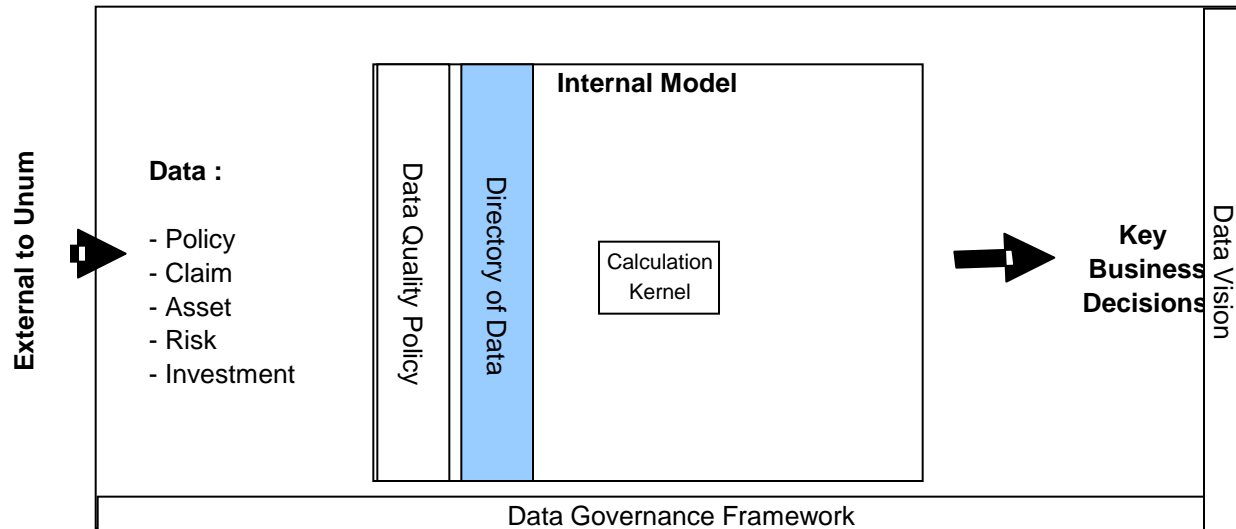 External to Unum
Data :
- Policy
- Claim
- Asset
- Risk
- Investment
Internal Model
Data Quality Policy
Directory of Data
Calculation
Kernel
Key
Business
Decisions
Data Vision
Data Governance Framework